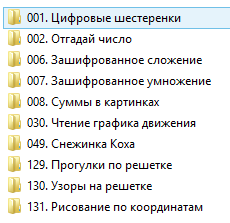 001. Цифровые шестеренки
002. Отгадай число
006. Зашифрованное сложение
007. Зашифрованное умножение
008. Суммы в картинках
030. Чтение графика движения
049. Снежинка Коха
129. Прогулки по решетке
130. Узоры на решетке
131. Рисование по координатам